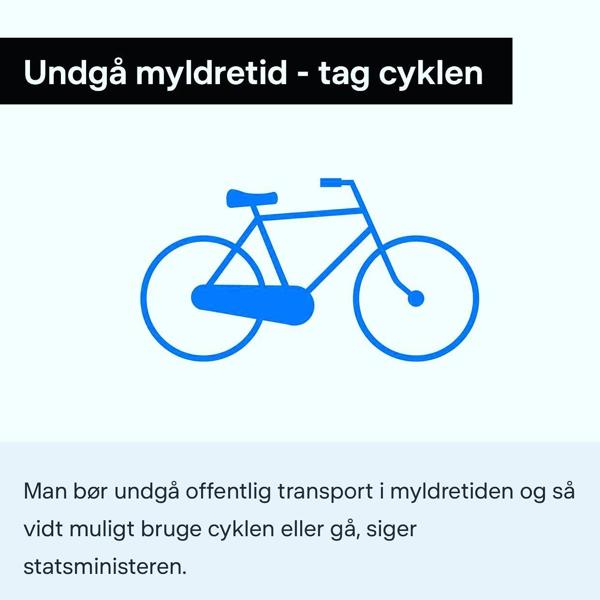 Undgå myldretid - tag cyklen
Man bør undgå offentlig transport i myldretiden og så
vidt muligt bruge cyklen eller gå, siger
statsministeren.